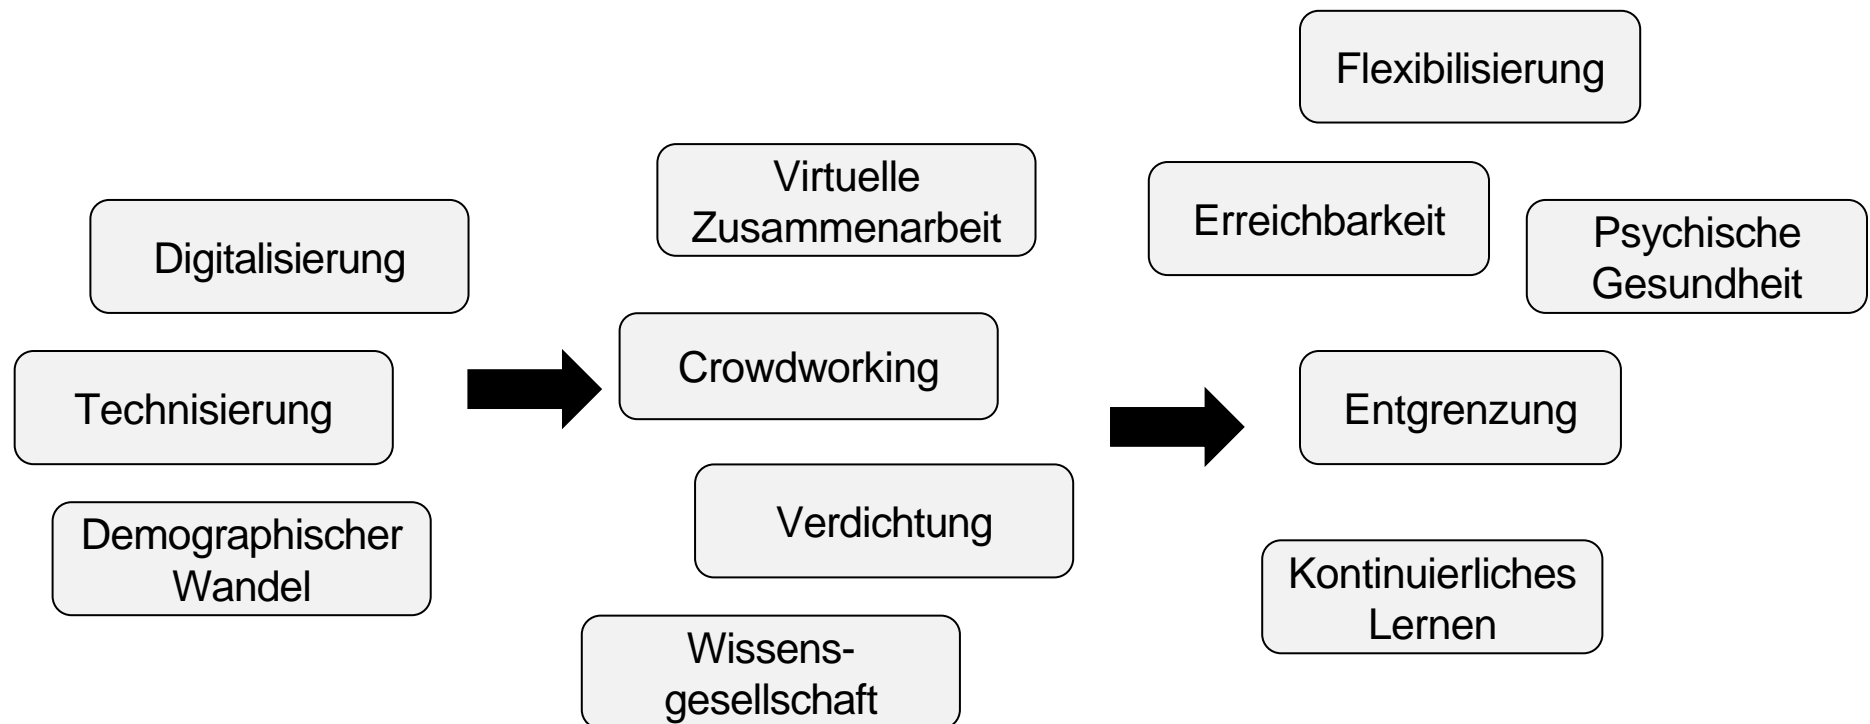 Digitalisierung
Technisierung
Demographischer
Wandel
Virtuelle
Zusammenarbeit
Crowdworking
Verdichtung
Wissens-
gesellschaft
Flexibilisierung
Erreichbarkeit
Psychische
Gesundheit
Entgrenzung
Kontinuierliches
Lernen